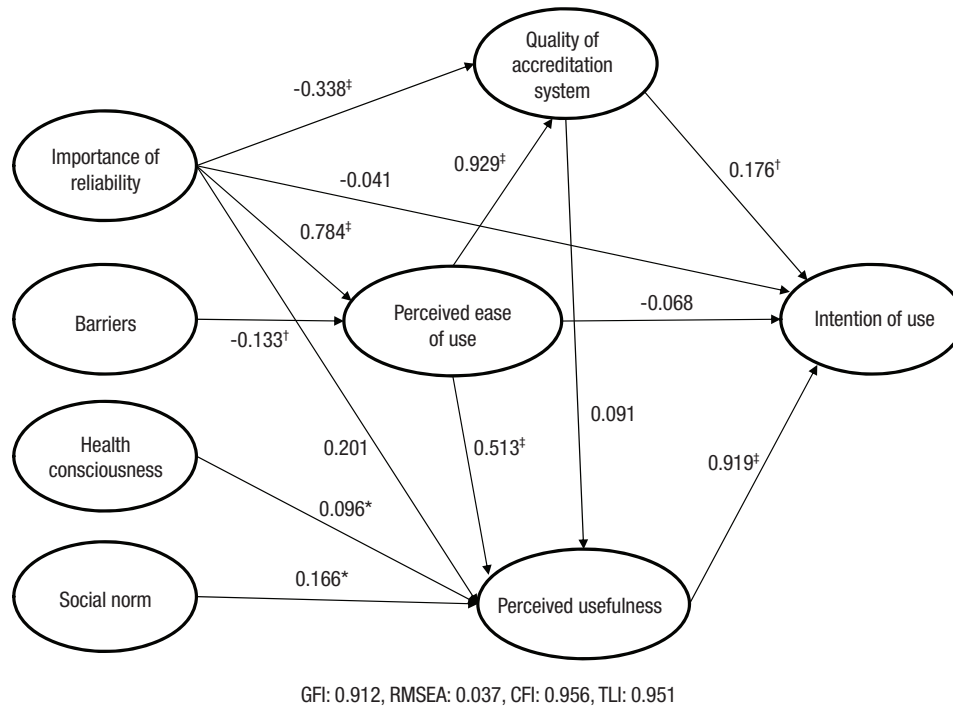 Quality of
accreditation
system
-0.338‡
Importance of
reliability
-0.041
0.929‡
0.176†
0.784‡
Barriers
-0.133†
Perceived ease
of use
-0.068
Intention of use
Health
consciousness
0.201
0.513‡
0.091
0.919‡
0.096*
Social norm
0.166*
Perceived usefulness
GFI: 0.912, RMSEA: 0.037, CFI: 0.956, TLI: 0.951